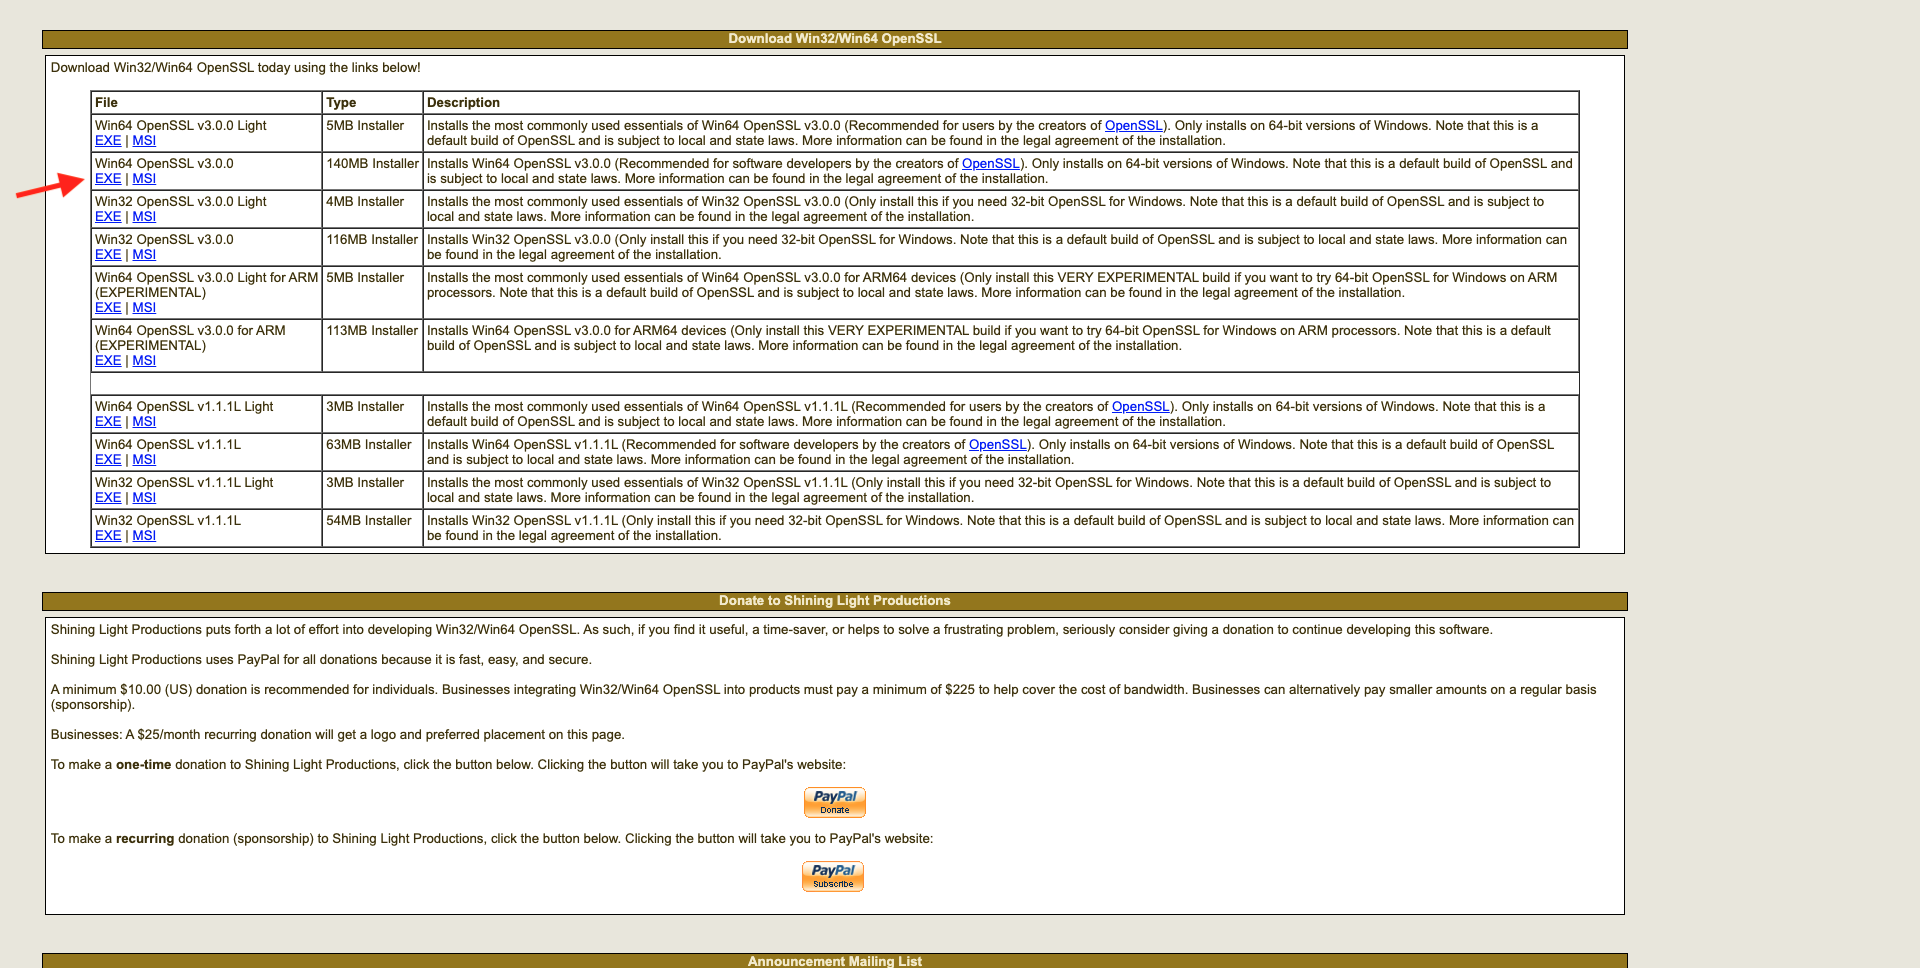 Download Win32/Win64 OpenSSL
Download Win32/Win64 OpenSSL today using the links below!
File Type Description
Win64 OpenSSL v3.0.0 Light
EXE | MSI
5MB Installer
Installs the most commonly used essentials of Win64 OpenSSL v3.0.0 (Recommended for users by the creators of OpenSSL). Only installs on 64-bit versions of Windows. Note that this is a
default build of OpenSSL and is subject to local and state laws. More information can be found in the legal agreement of the installation.
Win64 OpenSSL v3.0.0
EXE | MSI
140MB Installer
Installs Win64 OpenSSL v3.0.0 (Recommended for software developers by the creators of OpenSSL). Only installs on 64-bit versions of Windows. Note that this is a default build of OpenSSL and
is subject to local and state laws. More information can be found in the legal agreement of the installation.
Win32 OpenSSL v3.0.0 Light
EXE | MSI
4MB Installer
Installs the most commonly used essentials of Win32 OpenSSL v3.0.0 (Only install this if you need 32-bit OpenSSL for Windows. Note that this is a default build of OpenSSL and is subject to
local and state laws. More information can be found in the legal agreement of the installation.
Win32 OpenSSL v3.0.0
EXE | MSI
116MB Installer
Installs Win32 OpenSSL v3.0.0 (Only install this if you need 32-bit OpenSSL for Windows. Note that this is a default build of OpenSSL and is subject to local and state laws. More information can
be found in the legal agreement of the installation.
Win64 OpenSSL v3.0.0 Light for ARM
(EXPERIMENTAL)
EXE | MSI
5MB Installer
Installs the most commonly used essentials of Win64 OpenSSL v3.0.0 for ARM64 devices (Only install this VERY EXPERIMENTAL build if you want to try 64-bit OpenSSL for Windows on ARM
processors. Note that this is a default build of OpenSSL and is subject to local and state laws. More information can be found in the legal agreement of the installation.
Win64 OpenSSL v3.0.0 for ARM
(EXPERIMENTAL)
EXE | MSI
113MB Installer
Installs Win64 OpenSSL v3.0.0 for ARM64 devices (Only install this VERY EXPERIMENTAL build if you want to try 64-bit OpenSSL for Windows on ARM processors. Note that this is a default
build of OpenSSL and is subject to local and state laws. More information can be found in the legal agreement of the installation.
Win64 OpenSSL v1.1.1L Light
EXE | MSI
3MB Installer
Installs the most commonly used essentials of Win64 OpenSSL v1.1.1L (Recommended for users by the creators of OpenSSL). Only installs on 64-bit versions of Windows. Note that this is a
default build of OpenSSL and is subject to local and state laws. More information can be found in the legal agreement of the installation.
Win64 OpenSSL v1.1.1L
EXE | MSI
63MB Installer
Installs Win64 OpenSSL v1.1.1L (Recommended for software developers by the creators of OpenSSL). Only installs on 64-bit versions of Windows. Note that this is a default build of OpenSSL
and is subject to local and state laws. More information can be found in the legal agreement of the installation.
Win32 OpenSSL v1.1.1L Light
EXE | MSI
3MB Installer
Installs the most commonly used essentials of Win32 OpenSSL v1.1.1L (Only install this if you need 32-bit OpenSSL for Windows. Note that this is a default build of OpenSSL and is subject to
local and state laws. More information can be found in the legal agreement of the installation.
Win32 OpenSSL v1.1.1L
EXE | MSI
54MB Installer
Installs Win32 OpenSSL v1.1.1L (Only install this if you need 32-bit OpenSSL for Windows. Note that this is a default build of OpenSSL and is subject to local and state laws. More information can
be found in the legal agreement of the installation.
Donate to Shining Light Productions
Shining Light Productions puts forth a lot of effort into developing Win32/Win64 OpenSSL. As such, if you find it useful, a time-saver, or helps to solve a frustrating problem, seriously consider giving a donation to continue developing this software.
Shining Light Productions uses PayPal for all donations because it is fast, easy, and secure.
A minimum $10.00 (US) donation is recommended for individuals. Businesses integrating Win32/Win64 OpenSSL into products must pay a minimum of $225 to help cover the cost of bandwidth. Businesses can alternatively pay smaller amounts on a regular basis
(sponsorship).
Businesses: A $25/month recurring donation will get a logo and preferred placement on this page.
To make a one-time donation to Shining Light Productions, click the button below. Clicking the button will take you to PayPal's website:
PayPal
Donate
To make a recurring donation (sponsorship) to Shining Light Productions, click the button below. Clicking the button will take you to PayPal's website:
PayPal
Subscribe
Announcement Mailing List